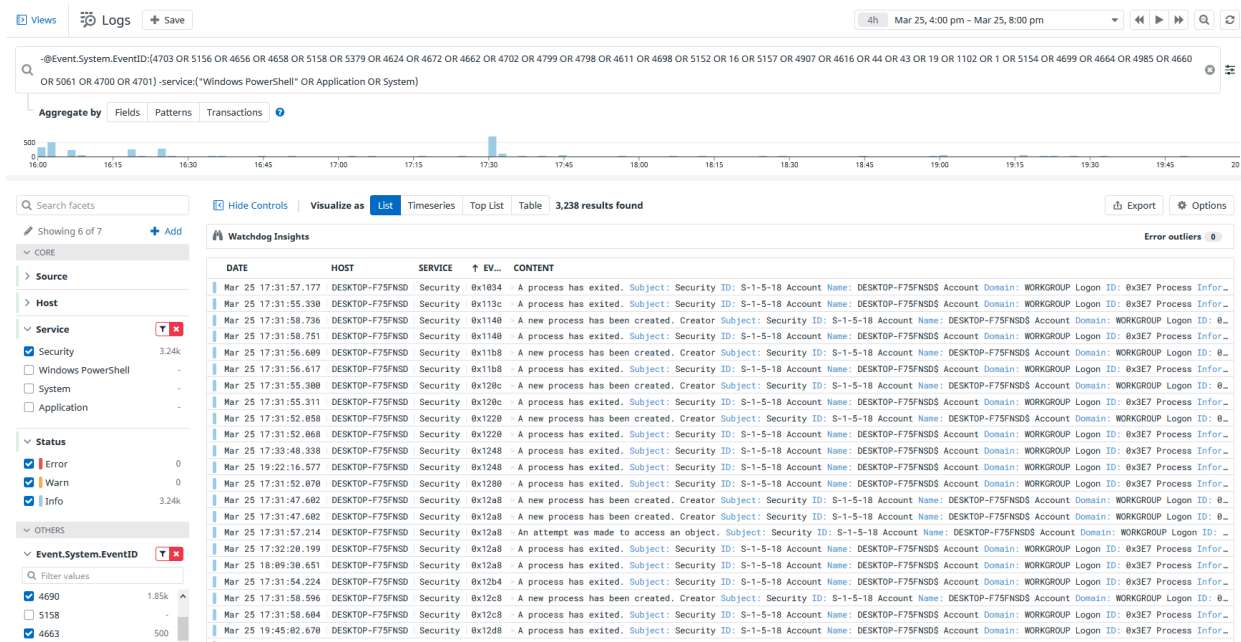 Views
Logs
+ Save
4h Mar 25, 4:00 pm – Mar 25, 8:00 pm
-@Event.System.EventID:(4703 OR 5156 OR 4656 OR 4658 OR 5158 OR 5379 OR 4624 OR 4672 OR 4662 OR 4702 OR 4799 OR 4798 OR 4611 OR 4698 OR 5152 OR 16 OR 5157 OR 4907 OR 4616 OR 44 OR 43 OR 19 OR 1102 OR 1 OR 5154 OR 4699 OR 4664 OR 4985 OR 4660
OR 5061 OR 4700 OR 4701) -service:("Windows PowerShell" OR Application OR System)
Aggregate by Fields Patterns Transactions ?
500
0
16:00 16:15 16:30 16:45 17:00 17:15 17:30 17:45 18:00 18:15 18:30 18:45 19:00 19:15 19:30 19:45 20
Search facets
Hide Controls Visualize as List Timeseries Top List Table 3,238 results found
Export Options
Showing 6 of 7 + Add
Watchdog Insights Error outliers 0
CORE
Source
Host
Service
Security 3.24k
Windows PowerShell -
System -
Application -
Status
Error 0
Warn 0
Info 3.24k
OTHERS
Event.System.EventID
Filter values
4690 1.85k
5158 -
4663 500
DATE HOST SERVICE ↑ EV... CONTENT
Mar 25 17:31:57.177 DESKTOP-F75FNSD Security 0x1034 A process has exited. Subject: Security ID: S-1-5-18 Account Name: DESKTOP-F75FNSD$ Account Domain: WORKGROUP Logon ID: 0x3E7 Process Infor…
Mar 25 17:31:55.330 DESKTOP-F75FNSD Security 0x113c A process has exited. Subject: Security ID: S-1-5-18 Account Name: DESKTOP-F75FNSD$ Account Domain: WORKGROUP Logon ID: 0x3E7 Process Infor…
Mar 25 17:31:58.736 DESKTOP-F75FNSD Security 0x1140 A new process has been created. Creator Subject: Security ID: S-1-5-18 Account Name: DESKTOP-F75FNSD$ Account Domain: WORKGROUP Logon ID: 0…
Mar 25 17:31:58.751 DESKTOP-F75FNSD Security 0x1140 A process has exited. Subject: Security ID: S-1-5-18 Account Name: DESKTOP-F75FNSD$ Account Domain: WORKGROUP Logon ID: 0x3E7 Process Infor…
Mar 25 17:31:56.609 DESKTOP-F75FNSD Security 0x11b8 A new process has been created. Creator Subject: Security ID: S-1-5-18 Account Name: DESKTOP-F75FNSD$ Account Domain: WORKGROUP Logon ID: 0…
Mar 25 17:31:56.617 DESKTOP-F75FNSD Security 0x11b8 A process has exited. Subject: Security ID: S-1-5-18 Account Name: DESKTOP-F75FNSD$ Account Domain: WORKGROUP Logon ID: 0x3E7 Process Infor…
Mar 25 17:31:55.300 DESKTOP-F75FNSD Security 0x120c A new process has been created. Creator Subject: Security ID: S-1-5-18 Account Name: DESKTOP-F75FNSD$ Account Domain: WORKGROUP Logon ID: 0…
Mar 25 17:31:55.311 DESKTOP-F75FNSD Security 0x120c A process has exited. Subject: Security ID: S-1-5-18 Account Name: DESKTOP-F75FNSD$ Account Domain: WORKGROUP Logon ID: 0x3E7 Process Infor…
Mar 25 17:31:52.058 DESKTOP-F75FNSD Security 0x1220 A new process has been created. Creator Subject: Security ID: S-1-5-18 Account Name: DESKTOP-F75FNSD$ Account Domain: WORKGROUP Logon ID: 0…
Mar 25 17:31:52.068 DESKTOP-F75FNSD Security 0x1220 A process has exited. Subject: Security ID: S-1-5-18 Account Name: DESKTOP-F75FNSD$ Account Domain: WORKGROUP Logon ID: 0x3E7 Process Infor…
Mar 25 17:33:48.338 DESKTOP-F75FNSD Security 0x1248 A process has exited. Subject: Security ID: S-1-5-18 Account Name: DESKTOP-F75FNSD$ Account Domain: WORKGROUP Logon ID: 0x3E7 Process Infor…
Mar 25 19:22:16.577 DESKTOP-F75FNSD Security 0x1248 A process has exited. Subject: Security ID: S-1-5-18 Account Name: DESKTOP-F75FNSD$ Account Domain: WORKGROUP Logon ID: 0x3E7 Process Infor…
Mar 25 17:31:52.070 DESKTOP-F75FNSD Security 0x1280 A process has exited. Subject: Security ID: S-1-5-18 Account Name: DESKTOP-F75FNSD$ Account Domain: WORKGROUP Logon ID: 0x3E7 Process Infor…
Mar 25 17:31:47.602 DESKTOP-F75FNSD Security 0x12a8 A new process has been created. Creator Subject: Security ID: S-1-5-18 Account Name: DESKTOP-F75FNSD$ Account Domain: WORKGROUP Logon ID: 0…
Mar 25 17:31:47.602 DESKTOP-F75FNSD Security 0x12a8 A new process has been created. Creator Subject: Security ID: S-1-5-18 Account Name: DESKTOP-F75FNSD$ Account Domain: WORKGROUP Logon ID: 0…
Mar 25 17:31:57.214 DESKTOP-F75FNSD Security 0x12a8 An attempt was made to access an object. Subject: Security ID: S-1-5-18 Account Name: DESKTOP-F75FNSD$ Account Domain: WORKGROUP Logon ID: …
Mar 25 17:32:20.199 DESKTOP-F75FNSD Security 0x12a8 A process has exited. Subject: Security ID: S-1-5-18 Account Name: DESKTOP-F75FNSD$ Account Domain: WORKGROUP Logon ID: 0x3E7 Process Infor…
Mar 25 18:09:30.651 DESKTOP-F75FNSD Security 0x12a8 A process has exited. Subject: Security ID: S-1-5-18 Account Name: DESKTOP-F75FNSD$ Account Domain: WORKGROUP Logon ID: 0x3E7 Process Infor…
Mar 25 17:31:54.224 DESKTOP-F75FNSD Security 0x12b4 A process has exited. Subject: Security ID: S-1-5-18 Account Name: DESKTOP-F75FNSD$ Account Domain: WORKGROUP Logon ID: 0x3E7 Process Infor…
Mar 25 17:31:58.596 DESKTOP-F75FNSD Security 0x12c8 A new process has been created. Creator Subject: Security ID: S-1-5-18 Account Name: DESKTOP-F75FNSD$ Account Domain: WORKGROUP Logon ID: 0…
Mar 25 17:31:58.604 DESKTOP-F75FNSD Security 0x12c8 A process has exited. Subject: Security ID: S-1-5-18 Account Name: DESKTOP-F75FNSD$ Account Domain: WORKGROUP Logon ID: 0x3E7 Process Infor…
Mar 25 19:45:02.670 DESKTOP-F75FNSD Security 0x12d8 A process has exited. Subject: Security ID: S-1-5-18 Account Name: DESKTOP-F75FNSD$ Account Domain: WORKGROUP Logon ID: 0x3E7 Process Infor…